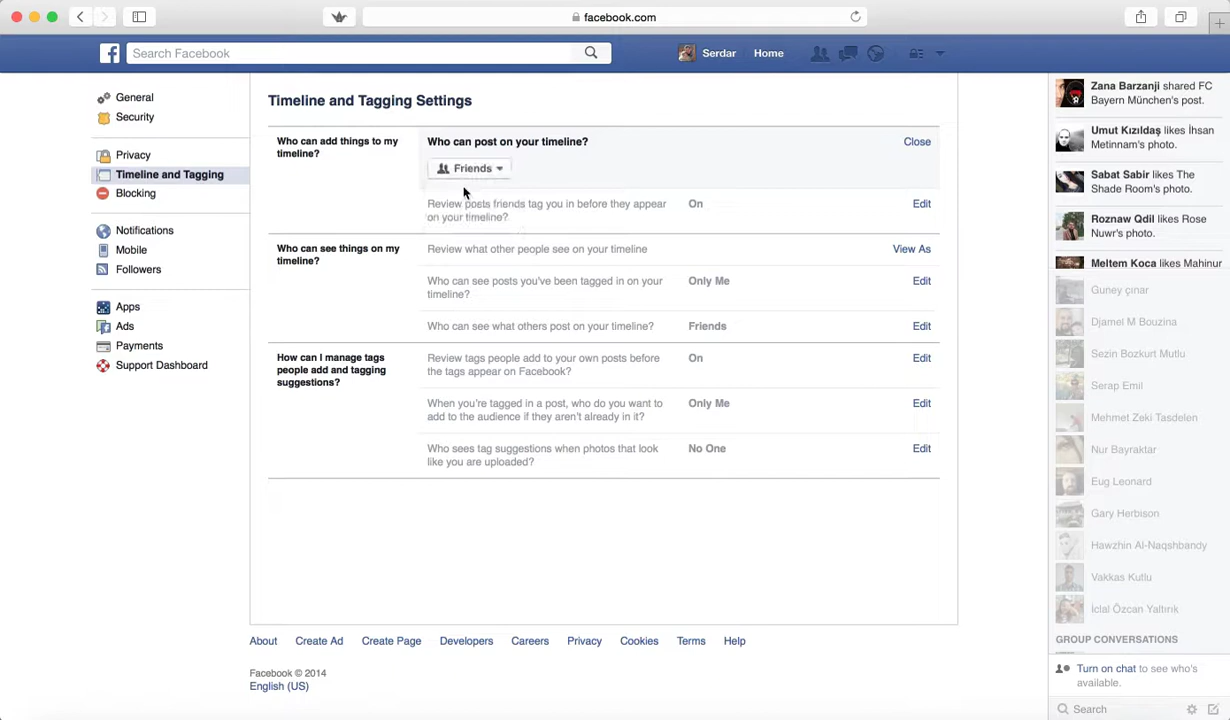 facebook.com
Search Facebook
Serdar
Home
General
Security
Privacy
Timeline and Tagging
Blocking
Notifications
Mobile
Followers
Apps
Ads
Payments
Support Dashboard
Timeline and Tagging Settings
Who can add things to my
timeline?
Who can post on your timeline?
Close
Friends
Review posts friends tag you in before they appear
on your timeline?
On
Edit
Who can see things on my
timeline?
Review what other people see on your timeline
View As
Who can see posts you've been tagged in on your
timeline?
Only Me
Edit
Who can see what others post on your timeline?
Friends
Edit
How can I manage tags
people add and tagging
suggestions?
Review tags people add to your own posts before
the tags appear on Facebook?
On
Edit
When you're tagged in a post, who do you want to
add to the audience if they aren't already in it?
Only Me
Edit
Who sees tag suggestions when photos that look
like you are uploaded?
No One
Edit
About
Create Ad
Create Page
Developers
Careers
Privacy
Cookies
Terms
Help
Facebook © 2014
English (US)
Zana Barzanji shared FC
Bayern München's post.
Umut Kızıldaş likes İhsan
Metinnam's photo.
Sabat Sabir likes The
Shade Room's photo.
Roznaw Qdil likes Rose
Nuwr's photo.
Meltem Koca likes Mahinur
Guney çınar
Djamel M Bouzina
Sezin Bozkurt Mutlu
Serap Emil
Mehmet Zeki Tasdelen
Nur Bayraktar
Eug Leonard
Gary Herbison
Hawzhin Al-Naqshbandy
Vakkas Kutlu
İclal Özcan Yaltırık
GROUP CONVERSATIONS
Turn on chat to see who's
available.
Search